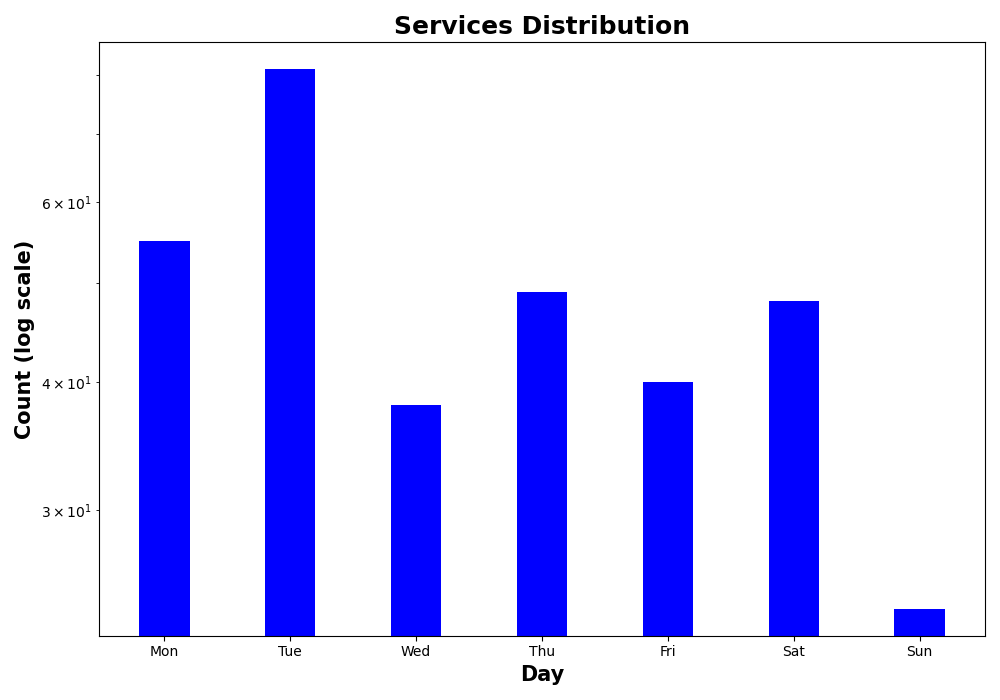 Services Distribution
Count (log scale)
6 × 10¹
4 × 10¹
3 × 10¹
Mon Tue Wed Thu Fri Sat Sun
Day